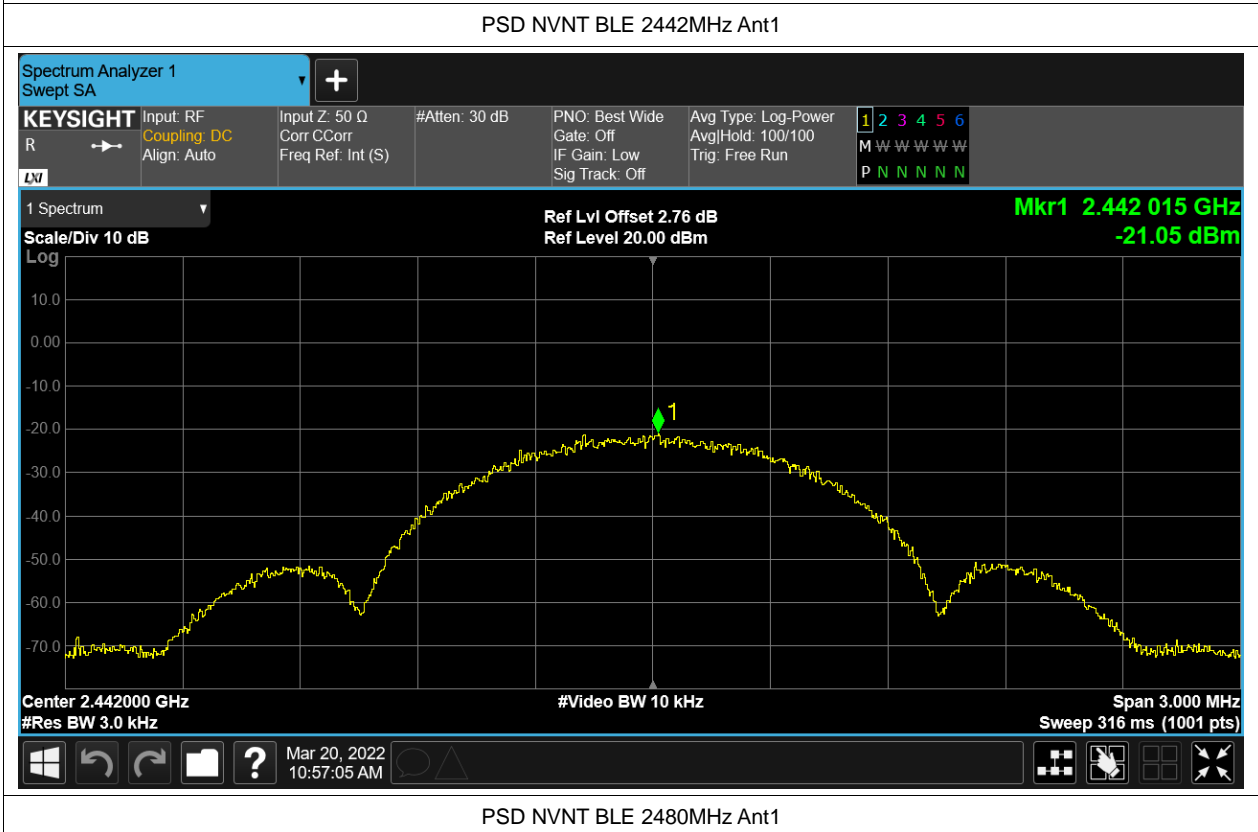 PSD NVNT BLE 2442MHz Ant1
Spectrum Analyzer 1
Swept SA
KEYSIGHT
R
LXI
Input: RF
Coupling: DC
Align: Auto
Input Z: 50 Ω
Corr CCorr
Freq Ref: Int (S)
#Atten: 30 dB
PNO: Best Wide
Gate: Off
IF Gain: Low
Sig Track: Off
Avg Type: Log-Power
Avg|Hold: 100/100
Trig: Free Run
1 2 3 4 5 6
M W W W W W
P N N N N N
1 Spectrum
Scale/Div 10 dB
Log
Ref Lvl Offset 2.76 dB
Ref Level 20.00 dBm
Mkr1 2.442 015 GHz
-21.05 dBm
10.0
0.00
-10.0
1
-20.0
-30.0
-40.0
-50.0
-60.0
-70.0
Center 2.442000 GHz
#Video BW 10 kHz
Span 3.000 MHz
#Res BW 3.0 kHz
Sweep 316 ms (1001 pts)
?
Mar 20, 2022
10:57:05 AM
PSD NVNT BLE 2480MHz Ant1